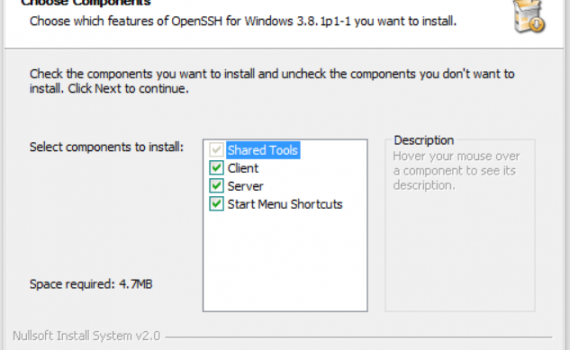 Choose Components
Choose which features of OpenSSH for Windows 3.8.1p1-1 you want to install.
Check the components you want to install and uncheck the components you don't want to
install. Click Next to continue.
Select components to install:
Shared Tools
Client
Server
Start Menu Shortcuts
Description
Hover your mouse over
a component to see its
description.
Space required: 4.7MB
Nullsoft Install System v2.0